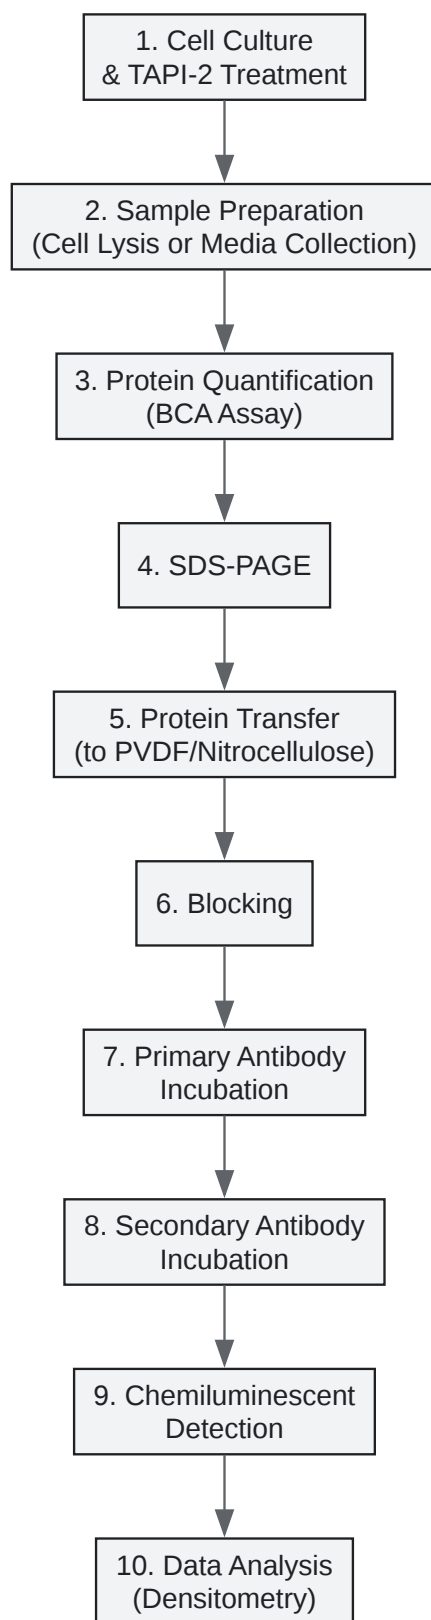 1. Cell Culture
& TAPI-2 Treatment
2. Sample Preparation
(Cell Lysis or Media Collection)
3. Protein Quantification
(BCA Assay)
4. SDS-PAGE
5. Protein Transfer
(to PVDF/Nitrocellulose)
6. Blocking
7. Primary Antibody
Incubation
8. Secondary Antibody
Incubation
9. Chemiluminescent
Detection
10. Data Analysis
(Densitometry)